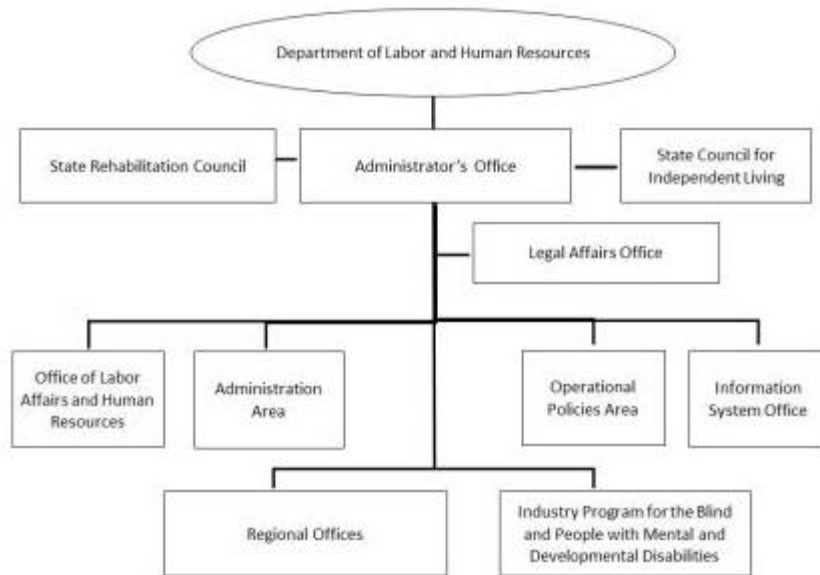 Department of Labor and Human Resources
State Rehabilitation Council
Administrator's Office
State Council for
Independent Living
Legal Affairs Office
Office of Labor
Affairs and Human
Resources
Administration
Area
Operational
Policies Area
Information
System Office
Regional Offices
Industry Program for the Blind
and People with Mental and
Developmental Disabilities